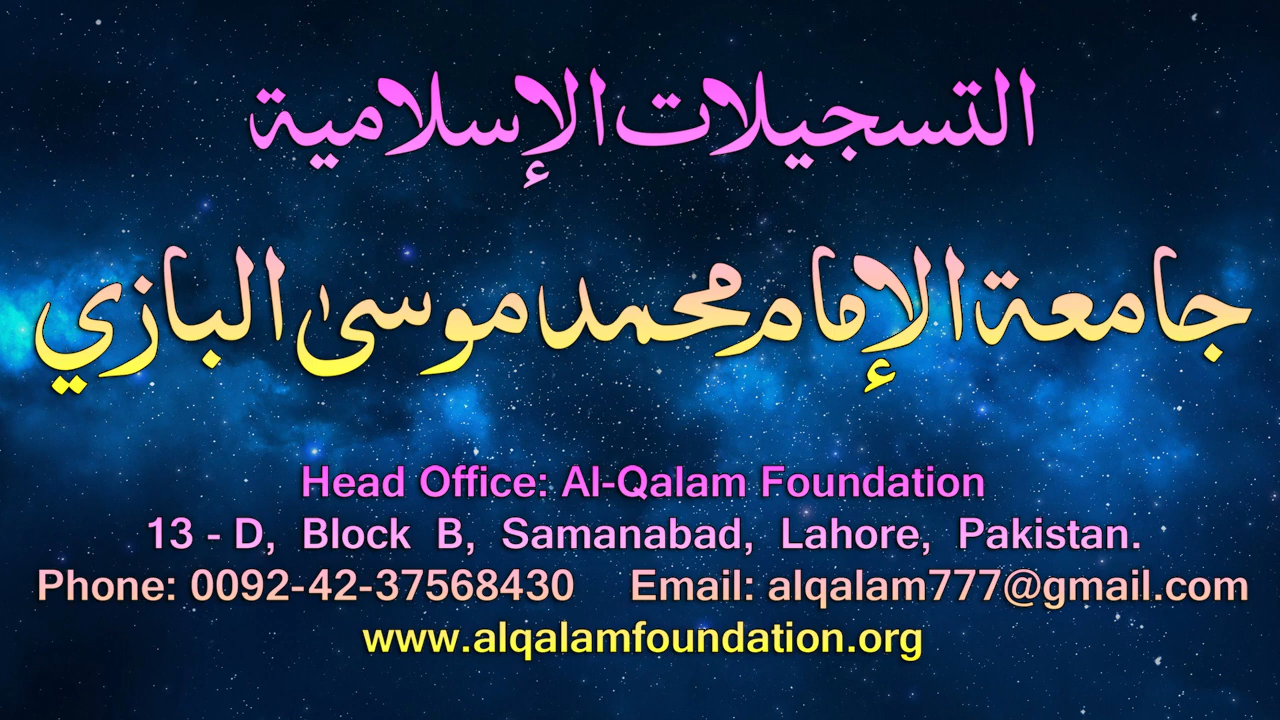 التسجيلات الإسلامية
جامعة الإمام محمد موسىٰ البازي
Head Office: Al-Qalam Foundation
13 - D, Block B, Samanabad, Lahore, Pakistan.
Phone: 0092-42-37568430 Email: alqalam777@gmail.com
www.alqalamfoundation.org